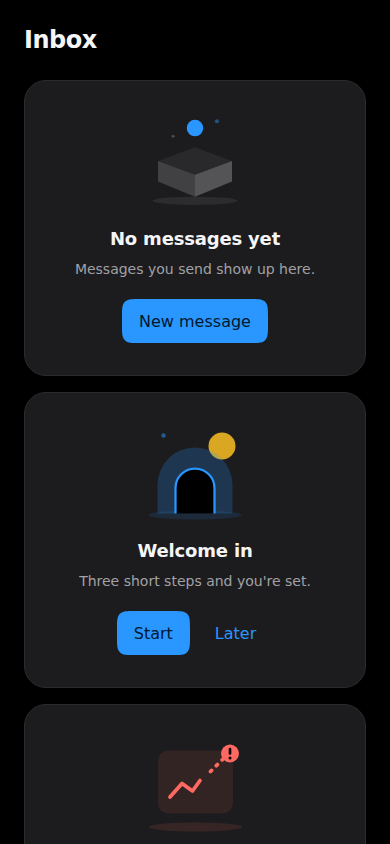 Inbox
No messages yet
Messages you send show up here.
New message
Welcome in
Three short steps and you're set.
Start
Later